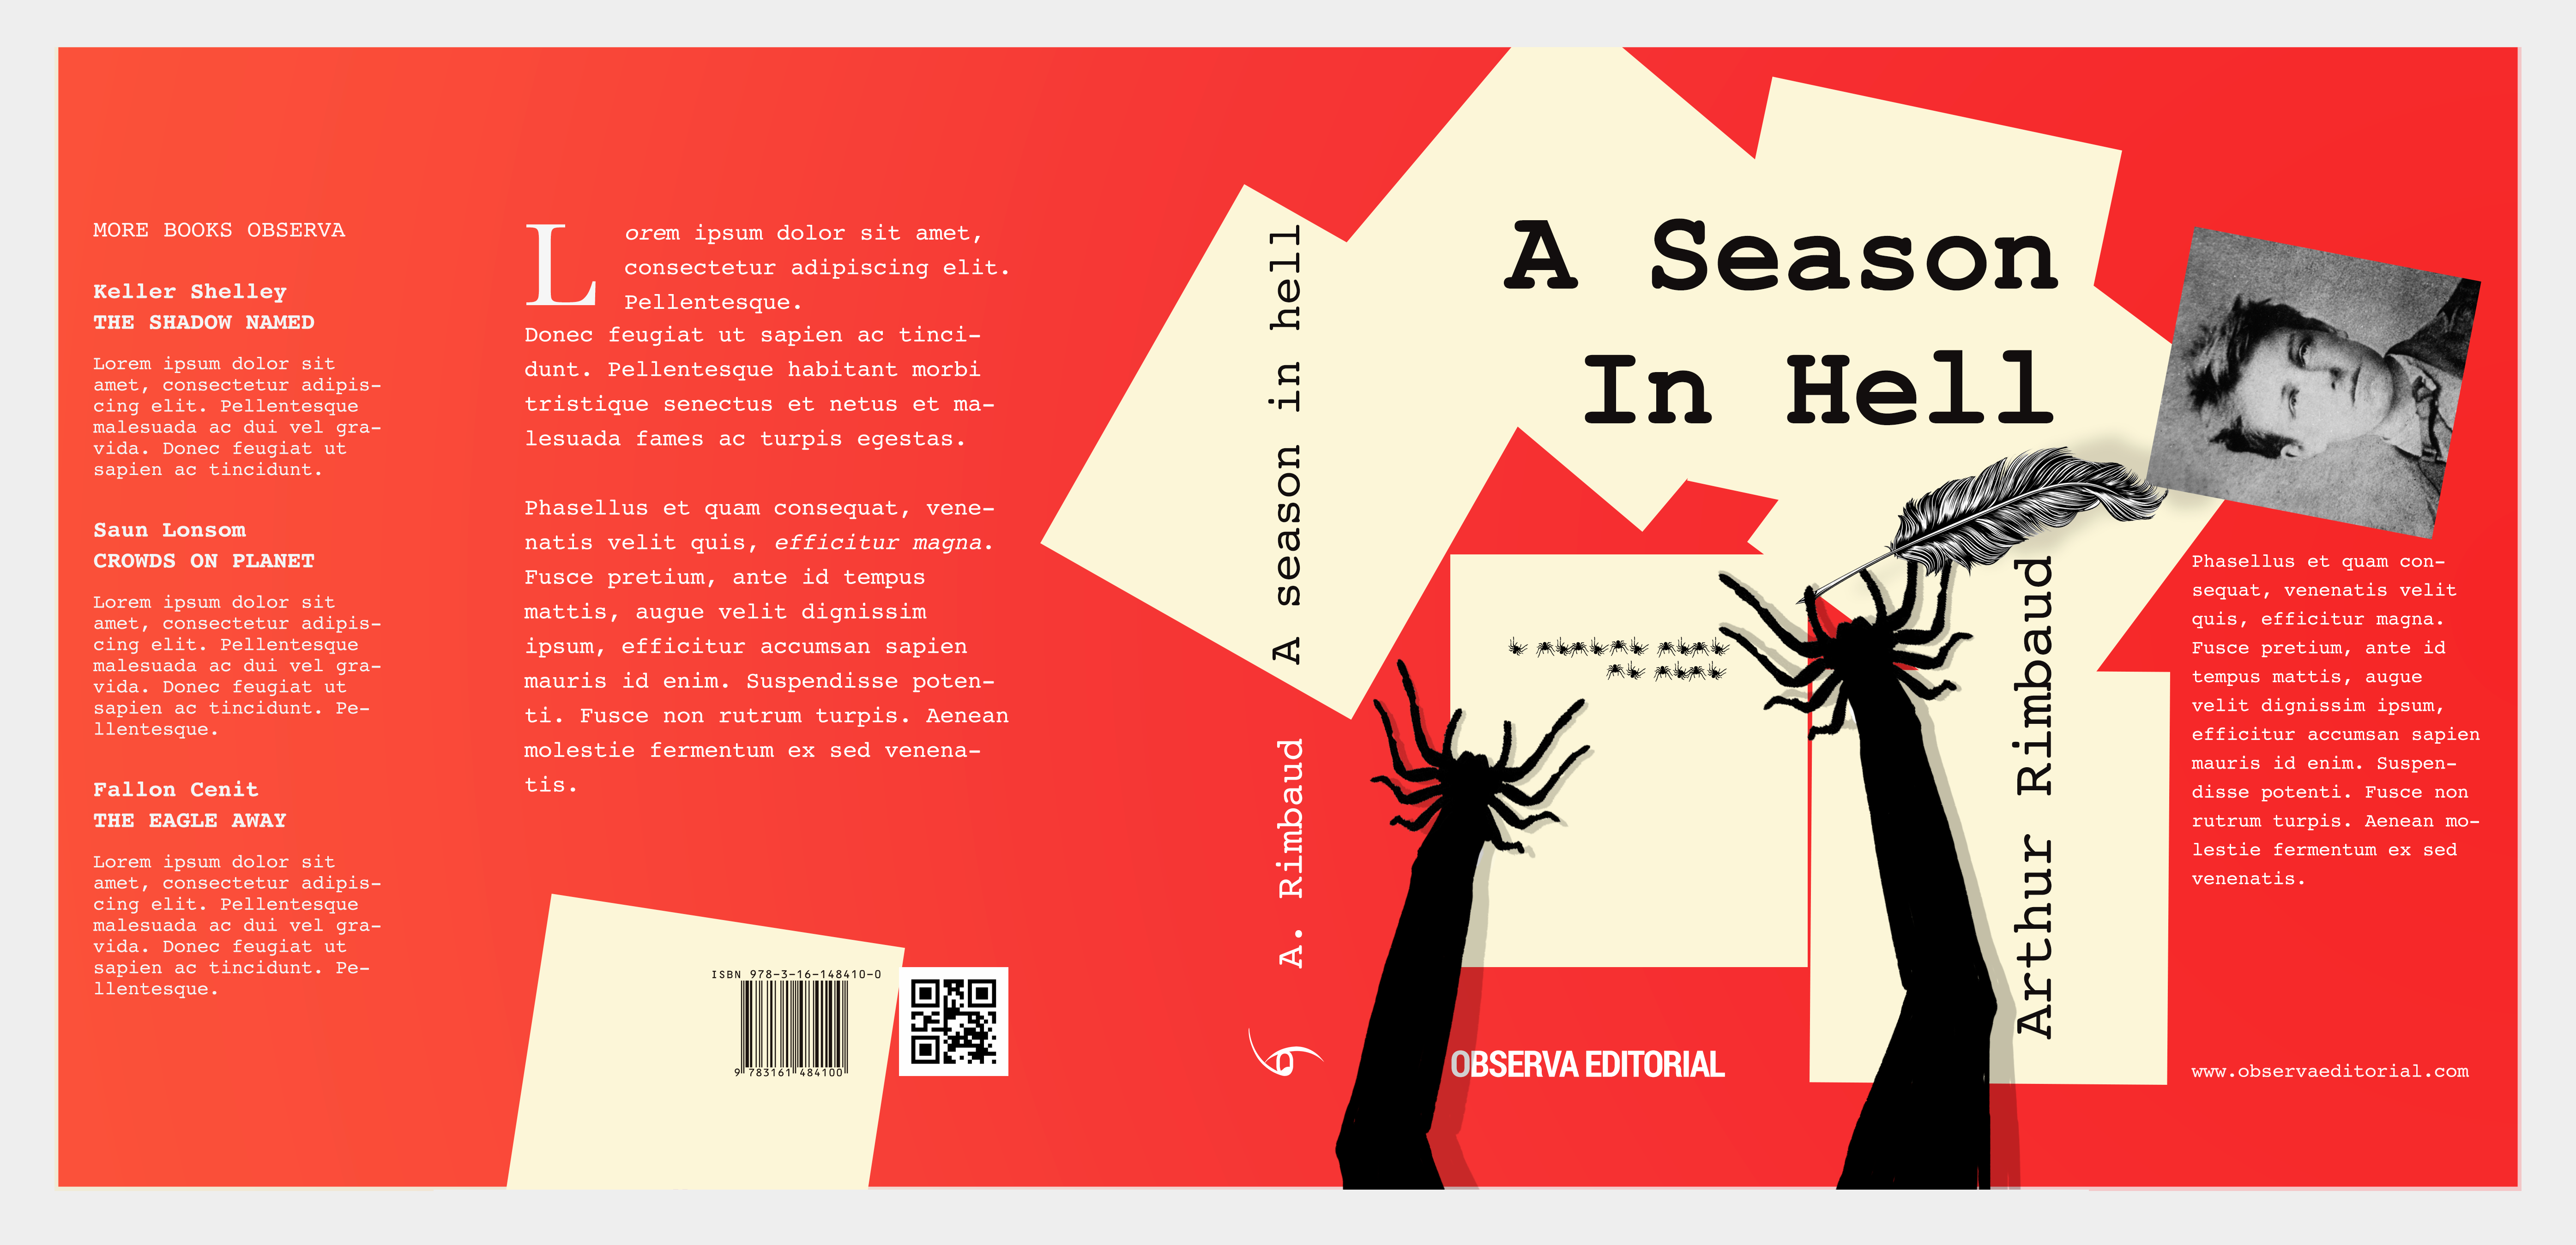 MORE BOOKS OBSERVA
Keller Shelley
THE SHADOW NAMED
Lorem ipsum dolor sit
amet, consectetur adipis-
cing elit. Pellentesque
malesuada ac dui vel gra-
vida. Donec feugiat ut
sapien ac tincidunt.
Saun Lonsom
CROWDS ON PLANET
Lorem ipsum dolor sit
amet, consectetur adipis-
cing elit. Pellentesque
malesuada ac dui vel gra-
vida. Donec feugiat ut
sapien ac tincidunt. Pe-
llentesque.
Fallon Cenit
THE EAGLE AWAY
Lorem ipsum dolor sit
amet, consectetur adipis-
cing elit. Pellentesque
malesuada ac dui vel gra-
vida. Donec feugiat ut
sapien ac tincidunt. Pe-
llentesque.
Lorem ipsum dolor sit amet,
consectetur adipiscing elit.
Pellentesque.
Donec feugiat ut sapien ac tinci-
dunt. Pellentesque habitant morbi
tristique senectus et netus et ma-
lesuada fames ac turpis egestas.
Phasellus et quam consequat, vene-
natis velit quis, efficitur magna.
Fusce pretium, ante id tempus
mattis, augue velit dignissim
ipsum, efficitur accumsan sapien
mauris id enim. Suspendisse poten-
ti. Fusce non rutrum turpis. Aenean
molestie fermentum ex sed venena-
tis.
ISBN 978-3-16-148410-0
9 783161 484100
A season in hell
A. Rimbaud
A Season
In Hell
Arthur Rimbaud
OBSERVA EDITORIAL
Phasellus et quam con-
sequat, venenatis velit
quis, efficitur magna.
Fusce pretium, ante id
tempus mattis, augue
velit dignissim ipsum,
efficitur accumsan sapien
mauris id enim. Suspen-
disse potenti. Fusce non
rutrum turpis. Aenean mo-
lestie fermentum ex sed
venenatis.
www.observaeditorial.com